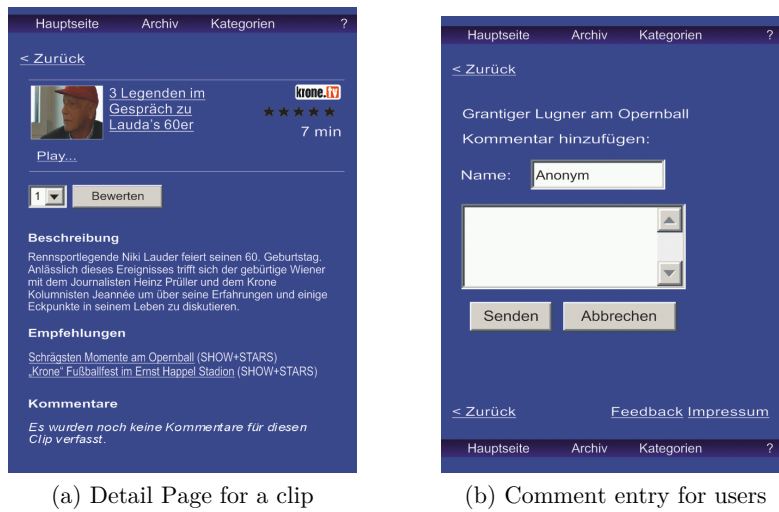 Hauptseite Archiv Kategorien ?
< Zurück
3 Legenden im
Gespräch zu
Lauda's 60er
krone.tv
★★★★★
7 min
Play...
1 Bewerten
Beschreibung
Rennsportlegende Niki Lauder feiert seinen 60. Geburtstag.
Anlässlich dieses Ereignisses trifft sich der gebürtige Wiener
mit dem Journalisten Heinz Prüller und dem Krone
Kolumnisten Jeannée um über seine Erfahrungen und einige
Eckpunkte in seinem Leben zu diskutieren.
Empfehlungen
Schrägsten Momente am Opernball (SHOW+STARS)
„Krone" Fußballfest im Ernst Happel Stadion (SHOW+STARS)
Kommentare
Es wurden noch keine Kommentare für diesen
Clip verfasst.
(a) Detail Page for a clip
Hauptseite Archiv Kategorien ?
< Zurück
Grantiger Lugner am Opernball
Kommentar hinzufügen:
Name: Anonym
Senden Abbrechen
< Zurück Feedback Impressum
Hauptseite Archiv Kategorien ?
(b) Comment entry for users